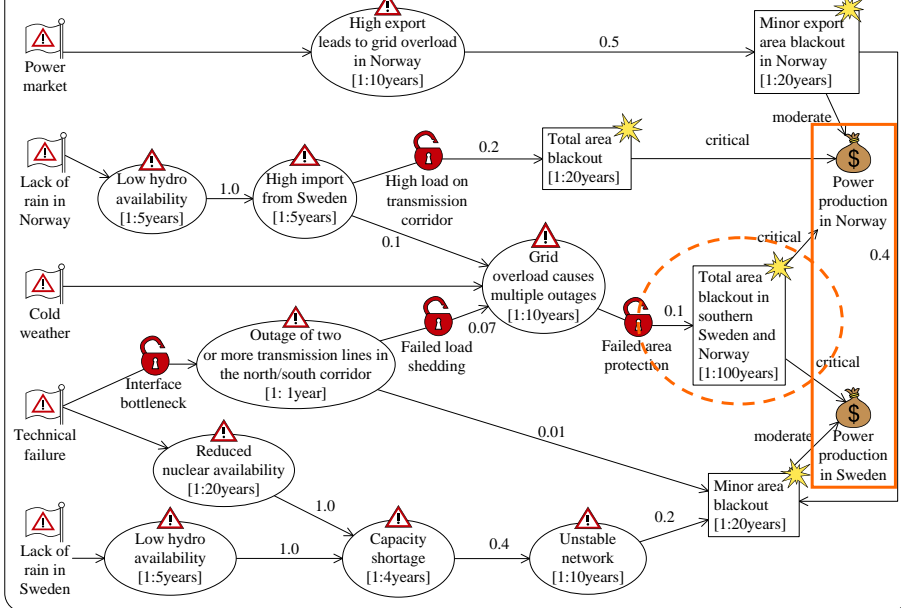 Power
market
High export
leads to grid overload
in Norway
[1:10years]
0.5
Minor export
area blackout
in Norway
[1:20years]
moderate
Lack of
rain in
Norway
Low hydro
availability
[1:5years]
1.0
High import
from Sweden
[1:5years]
High load on
transmission
corridor
0.2
Total area
blackout
[1:20years]
critical
$
Power
production
in Norway
0.1
Cold
weather
Grid
overload causes
multiple outages
[1:10years]
critical
0.4
Failed area
protection
0.1
Total area
blackout in
southern
Sweden and
Norway
[1:100years]
critical
Technical
failure
Interface
bottleneck
Outage of two
or more transmission lines in
the north/south corridor
[1: 1year]
Failed load
shedding
0.07
0.01
$
Power
production
in Sweden
moderate
Reduced
nuclear availability
[1:20years]
1.0
Minor area
blackout
[1:20years]
Lack of
rain in
Sweden
Low hydro
availability
[1:5years]
1.0
Capacity
shortage
[1:4years]
0.4
Unstable
network
[1:10years]
0.2